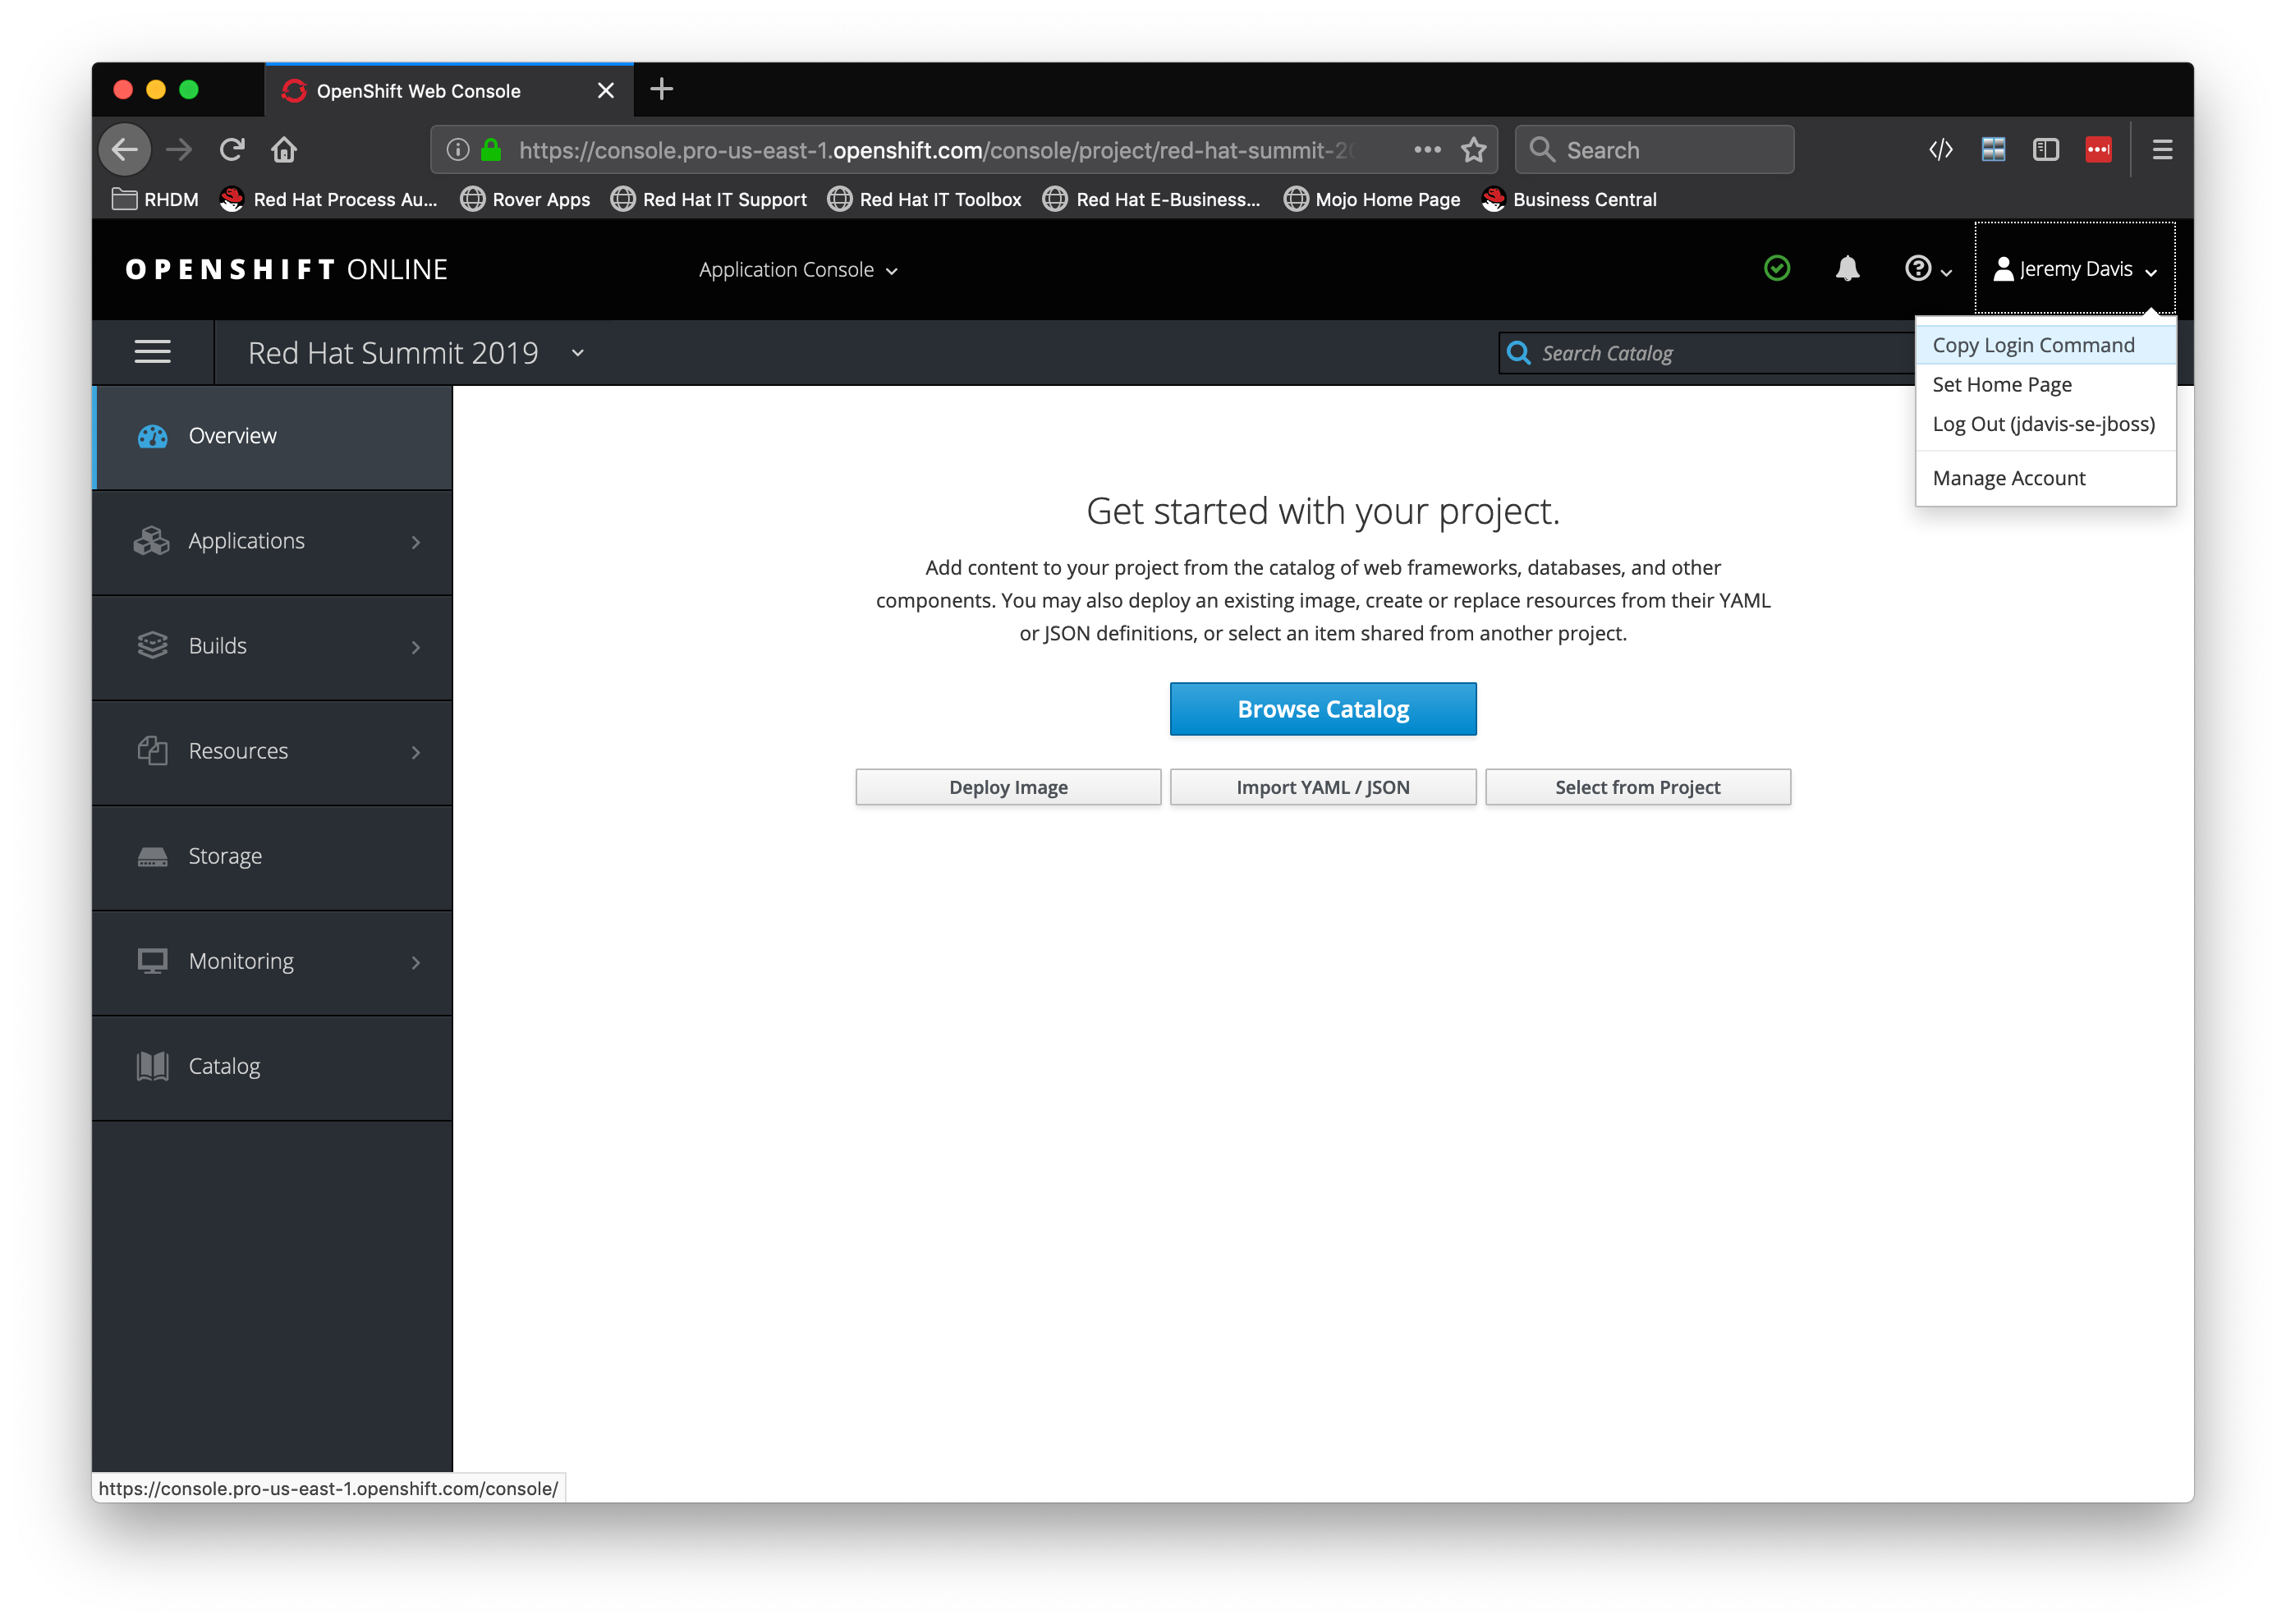 OpenShift Web Console
https://console.pro-us-east-1.openshift.com/console/project/red-hat-summit-20
Search
RHDM
Red Hat Process Au...
Rover Apps
Red Hat IT Support
Red Hat IT Toolbox
Red Hat E-Business...
Mojo Home Page
Business Central
OPENSHIFT ONLINE
Application Console
Jeremy Davis
Red Hat Summit 2019
Search Catalog
Copy Login Command
Set Home Page
Log Out (jdavis-se-jboss)
Manage Account
Overview
Applications
Builds
Resources
Storage
Monitoring
Catalog
Get started with your project.
Add content to your project from the catalog of web frameworks, databases, and other
components. You may also deploy an existing image, create or replace resources from their YAML
or JSON definitions, or select an item shared from another project.
Browse Catalog
Deploy Image
Import YAML / JSON
Select from Project
https://console.pro-us-east-1.openshift.com/console/